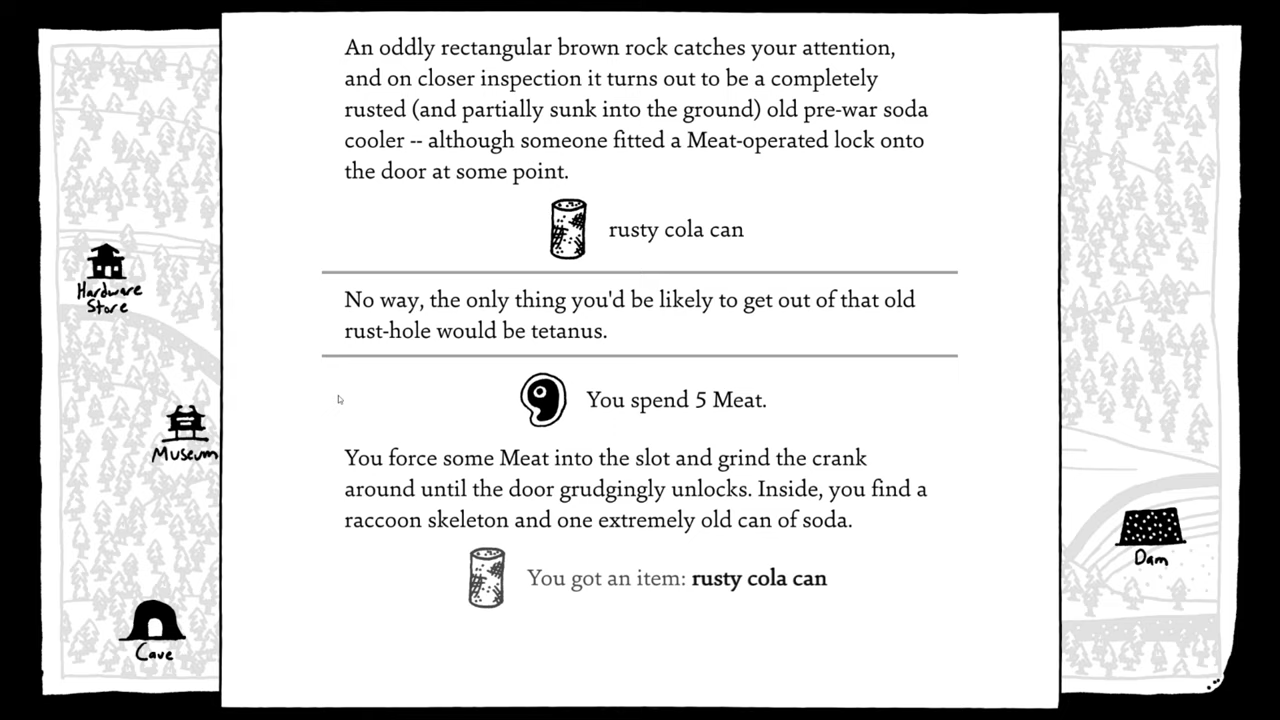 An oddly rectangular brown rock catches your attention,
and on closer inspection it turns out to be a completely
rusted (and partially sunk into the ground) old pre-war soda
cooler -- although someone fitted a Meat-operated lock onto
the door at some point.
rusty cola can
No way, the only thing you'd be likely to get out of that old
rust-hole would be tetanus.
You spend 5 Meat.
You force some Meat into the slot and grind the crank
around until the door grudgingly unlocks. Inside, you find a
raccoon skeleton and one extremely old can of soda.
You got an item: rusty cola can
Hardware
Store
Museum
Cave
Dam